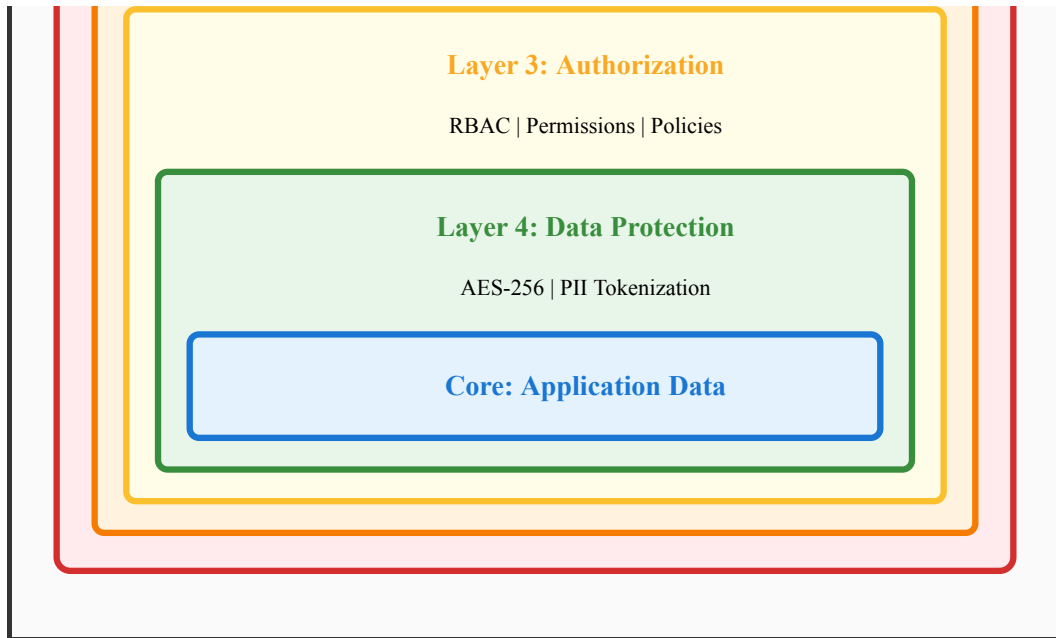 Layer 3: Authorization
RBAC | Permissions | Policies
Layer 4: Data Protection
AES-256 | PII Tokenization
Core: Application Data